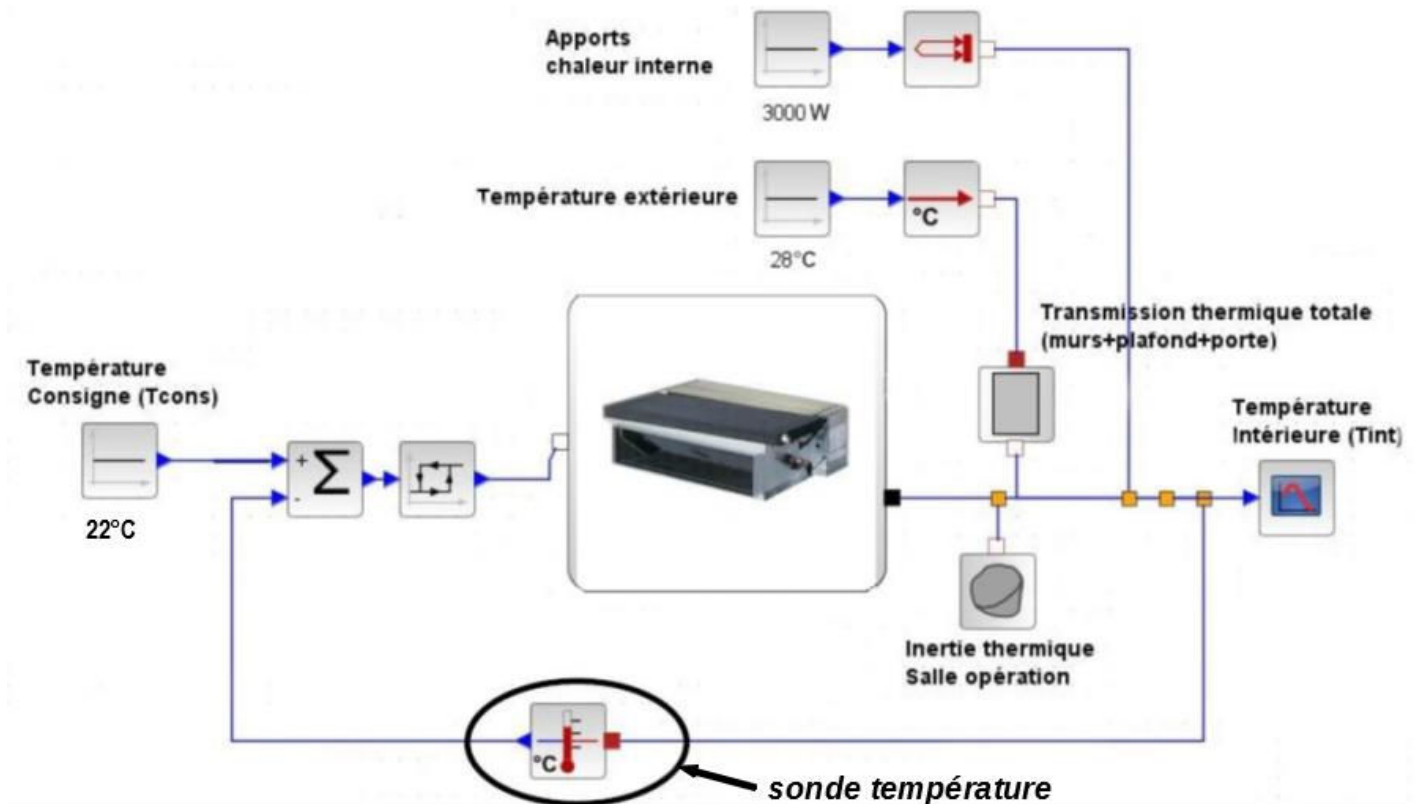 Apports
chaleur interne
3000 W
Température extérieure
°C
28°C
Transmission thermique totale
(murs+plafond+porte)
Température
Consigne (Tcons)
+
Σ
-
22°C
Température
Intérieure (Tint)
Inertie thermique
Salle opération
°C
sonde température